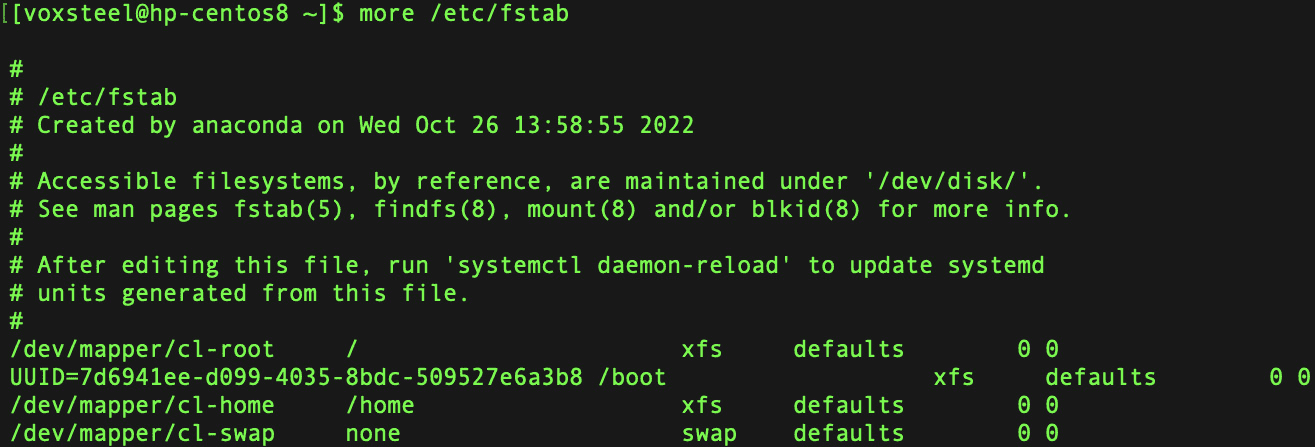 [[voxsteel@hp-centos8 ~]$ more /etc/fstab
#
# /etc/fstab
# Created by anaconda on Wed Oct 26 13:58:55 2022
#
# Accessible filesystems, by reference, are maintained under '/dev/disk/'.
# See man pages fstab(5), findfs(8), mount(8) and/or blkid(8) for more info.
#
# After editing this file, run 'systemctl daemon-reload' to update systemd
# units generated from this file.
#
/dev/mapper/cl-root     /                       xfs     defaults        0 0
UUID=7d6941ee-d099-4035-8bdc-509527e6a3b8 /boot                   xfs     defaults        0 0
/dev/mapper/cl-home     /home                   xfs     defaults        0 0
/dev/mapper/cl-swap     none                    swap    defaults        0 0